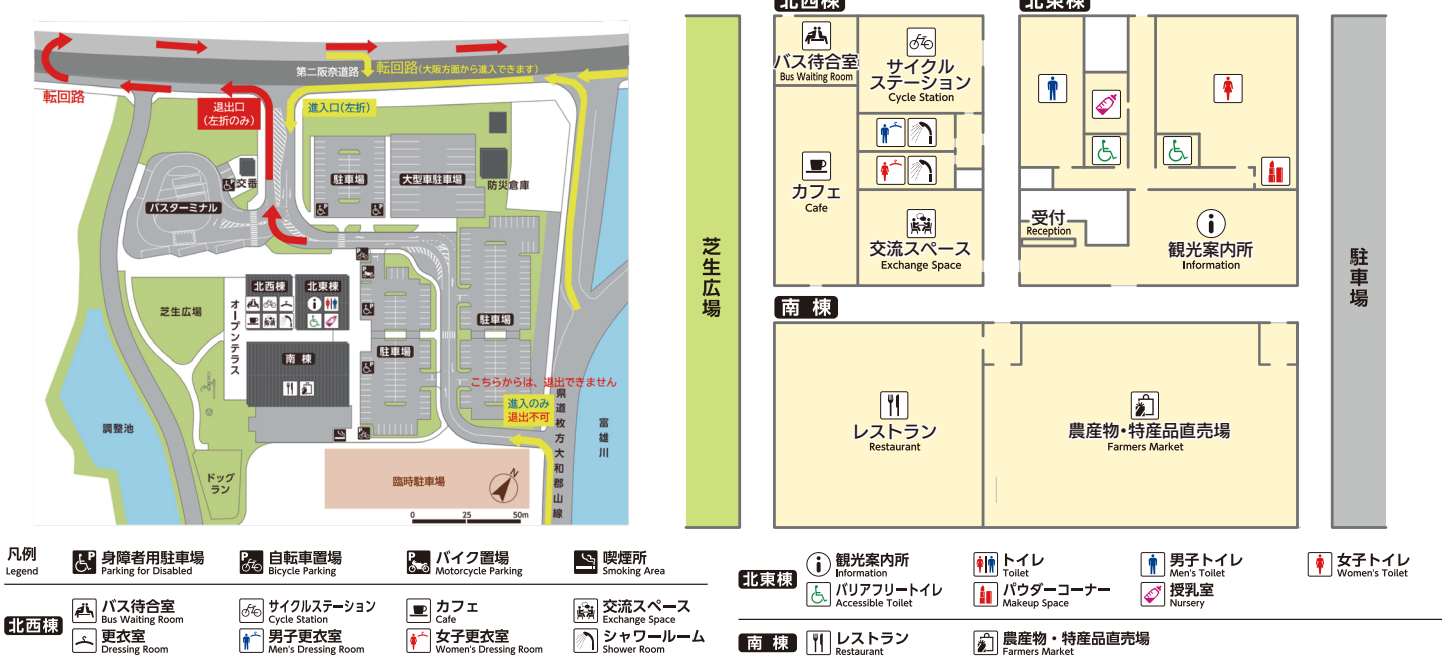 転回路
第二阪奈道路
転回路(大阪方面から進入できます)
退出口
(左折のみ)
進入口(左折)
交番
バスターミナル
駐車場
大型車駐車場
防災倉庫
芝生広場
オープンテラス
北西棟
北東棟
南棟
駐車場
駐車場
こちらからは、退出できません
進入のみ
退出不可
県道枚方大和郡山線
富雄川
調整池
ドッグ
ラン
臨時駐車場
N
0 25 50m
芝生広場
北西棟
バス待合室
Bus Waiting Room
サイクル
ステーション
Cycle Station
カフェ
Cafe
交流スペース
Exchange Space
北東棟
受付
Reception
観光案内所
Information
駐車場
南棟
レストラン
Restaurant
農産物・特産品直売場
Farmers Market
凡例
Legend
身障者用駐車場
Parking for Disabled
自転車置場
Bicycle Parking
バイク置場
Motorcycle Parking
喫煙所
Smoking Area
北西棟
バス待合室
Bus Waiting Room
サイクルステーション
Cycle Station
カフェ
Cafe
交流スペース
Exchange Space
更衣室
Dressing Room
男子更衣室
Men's Dressing Room
女子更衣室
Women's Dressing Room
シャワールーム
Shower Room
北東棟
観光案内所
Information
トイレ
Toilet
男子トイレ
Men's Toilet
女子トイレ
Women's Toilet
バリアフリートイレ
Accessible Toilet
パウダーコーナー
Makeup Space
授乳室
Nursery
南棟
レストラン
Restaurant
農産物・特産品直売場
Farmers Market